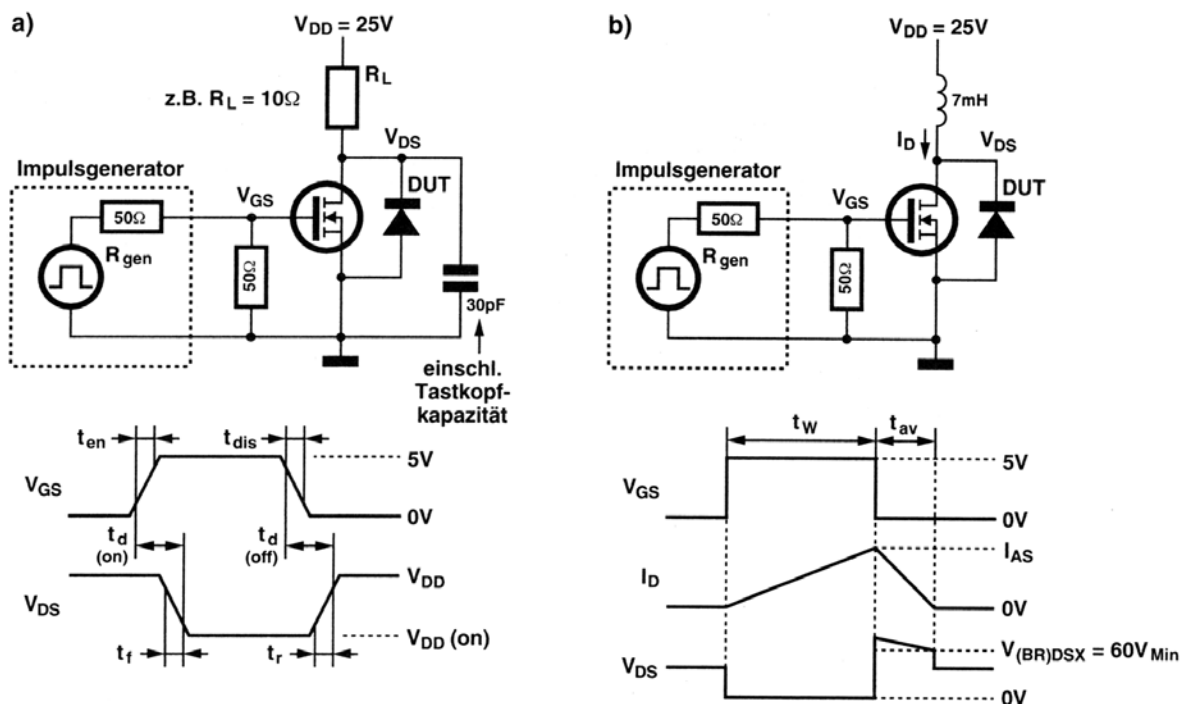 a)
V_DD = 25V
R_L
z.B. R_L = 10Ω
V_DS
Impulsgenerator
V_GS
DUT
50Ω
R_gen
50Ω
30pF
einschl.
Tastkopf-
kapazität
t_en
t_dis
5V
V_GS
0V
t_d
(on)
t_d
(off)
V_DD
V_DS
V_DD (on)
t_f
t_r
b)
V_DD = 25V
7mH
I_D
V_DS
Impulsgenerator
V_GS
DUT
50Ω
R_gen
50Ω
t_W
t_av
5V
V_GS
0V
I_AS
I_D
0V
V_(BR)DSX = 60V_Min
V_DS
0V